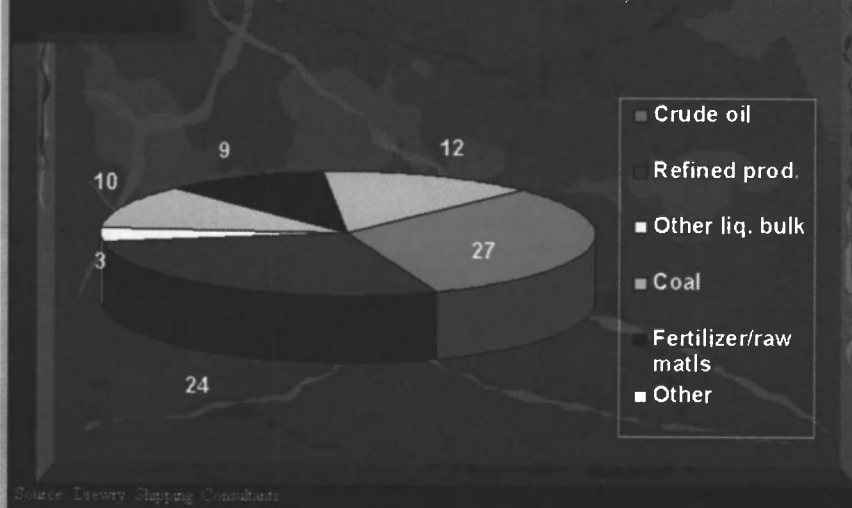 9
12
10
27
3
24
Crude oil
Refined prod.
Other liq. bulk
Coal
Fertilizer/raw
matls
Other
Source: Drewry Shipping Consultants